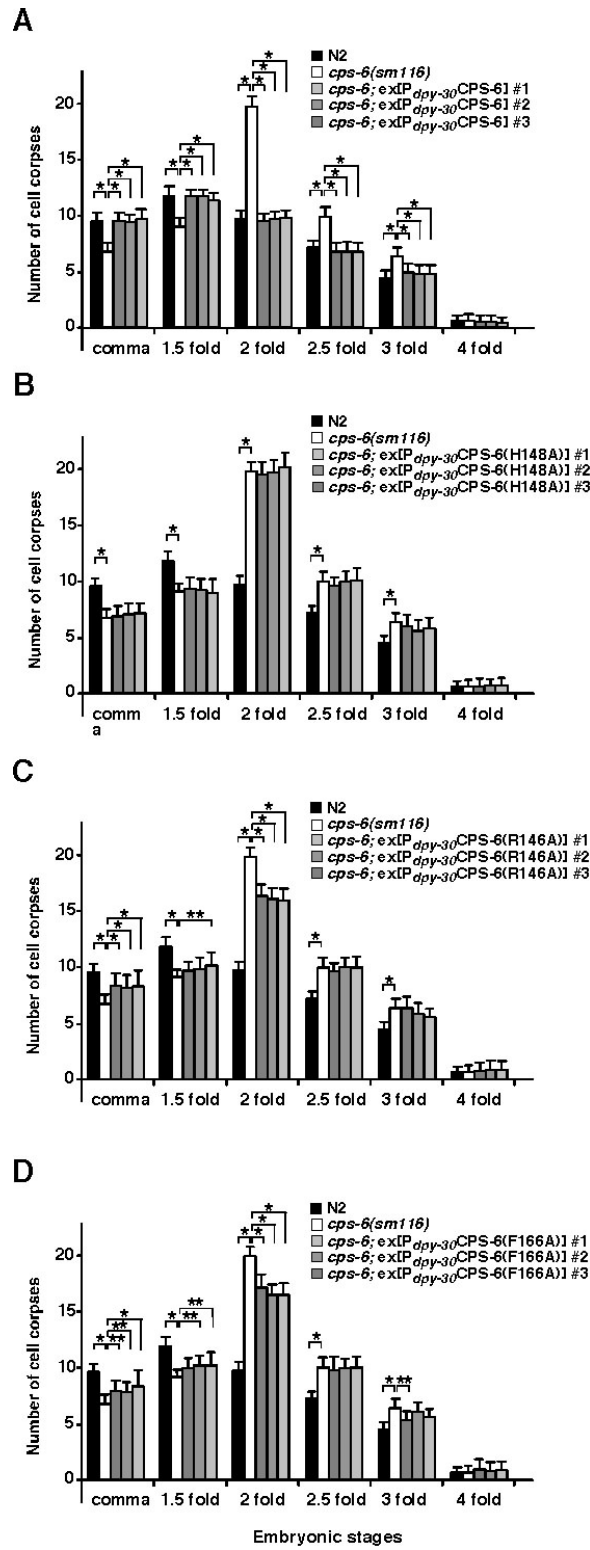 A
N2
cps-6(sm116)
cps-6; ex[Pdpy-30CPS-6] #1
cps-6; ex[Pdpy-30CPS-6] #2
cps-6; ex[Pdpy-30CPS-6] #3
Number of cell corpses
20
15
10
5
0
* * * *
* * * *
* * * *
* * * *
* * * *
comma 1.5 fold 2 fold 2.5 fold 3 fold 4 fold
B
N2
cps-6(sm116)
cps-6; ex[Pdpy-30CPS-6(H148A)] #1
cps-6; ex[Pdpy-30CPS-6(H148A)] #2
cps-6; ex[Pdpy-30CPS-6(H148A)] #3
Number of cell corpses
20
15
10
5
0
* * * * *
comm
a
1.5 fold 2 fold 2.5 fold 3 fold 4 fold
C
N2
cps-6(sm116)
cps-6; ex[Pdpy-30CPS-6(R146A)] #1
cps-6; ex[Pdpy-30CPS-6(R146A)] #2
cps-6; ex[Pdpy-30CPS-6(R146A)] #3
Number of cell corpses
20
15
10
5
0
* * * *
* **
* * * *
*
*
comma 1.5 fold 2 fold 2.5 fold 3 fold 4 fold
D
N2
cps-6(sm116)
cps-6; ex[Pdpy-30CPS-6(F166A)] #1
cps-6; ex[Pdpy-30CPS-6(F166A)] #2
cps-6; ex[Pdpy-30CPS-6(F166A)] #3
Number of cell corpses
20
15
10
5
0
* ** ** *
* ** **
* * * *
*
* **
comma 1.5 fold 2 fold 2.5 fold 3 fold 4 fold
Embryonic stages